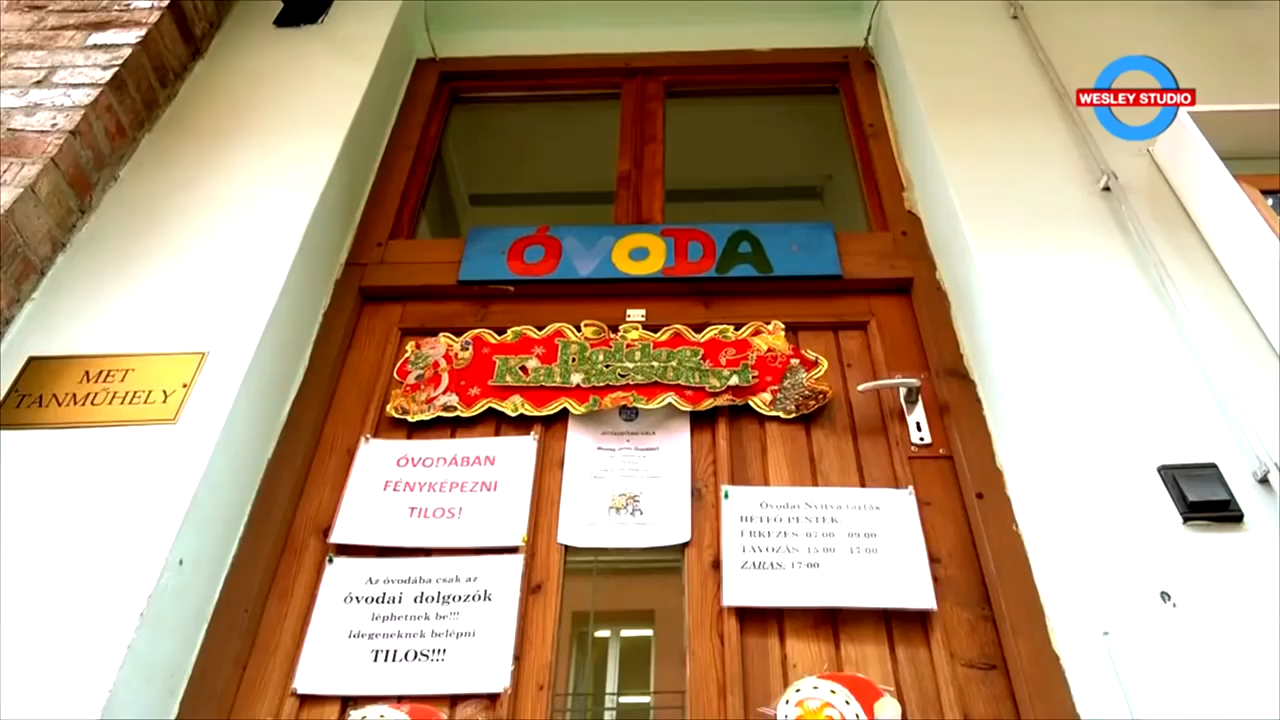 WESLEY STUDIO
ÓVODA
Boldog
Karácsonyt
MET
TANMŰHELY
ÓVODÁBAN
FÉNYKÉPEZNI
TILOS!
Óvodai Nyitva tartás
HÉTFŐ PÉNTEK:
ÉRKEZÉS: 07:00 09:00
TÁVOZÁS: 15:00 17:00
ZÁRÁS: 17:00
Az óvodába csak az
óvodai dolgozók
léphetnek be!!!
Idegeneknek belépni
TILOS!!!